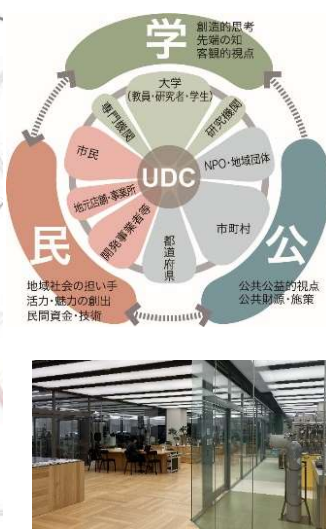 学
創造的思考
先端の知
客観的視点
大学
(教員・研究者・学生)
専門機関
研究機関
市民
NPO・地域団体
UDC
地元店舗・事業所
市町村
開発事業者等
都道府県
民
公
地域社会の担い手
活力・魅力の創出
民間資金・技術
公共公益的視点
公共財源・施策